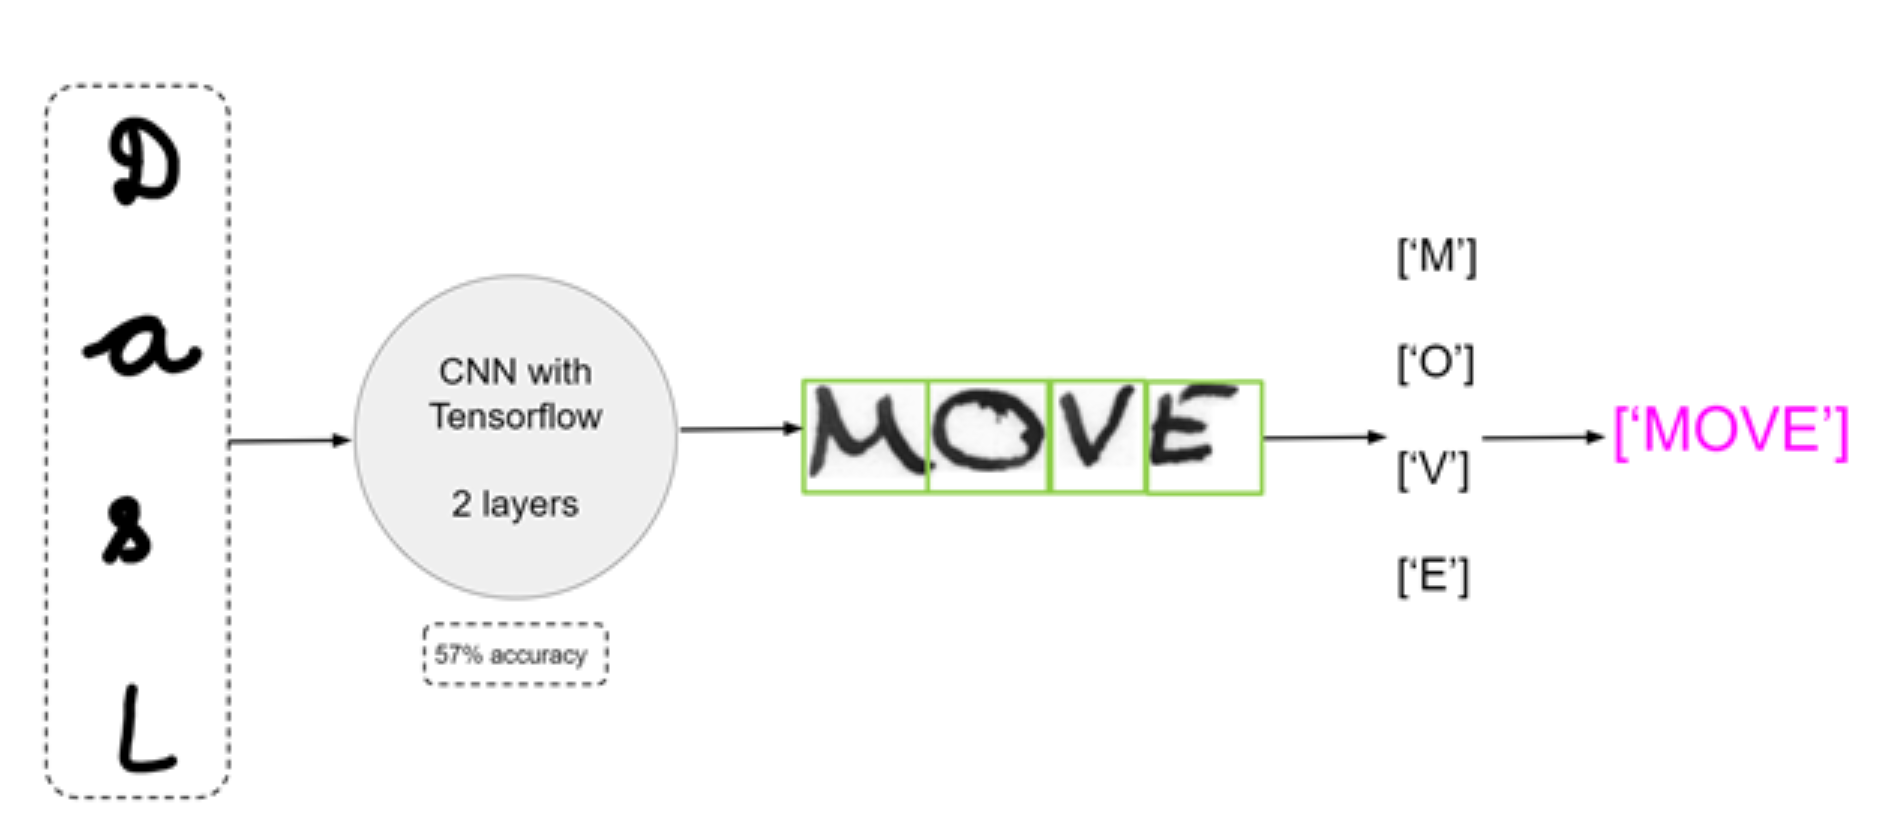 D
a
s
L
CNN with
Tensorflow
2 layers
57% accuracy
MOVE
[‘M’]
[‘O’]
[‘V’]
[‘E’]
[‘MOVE’]